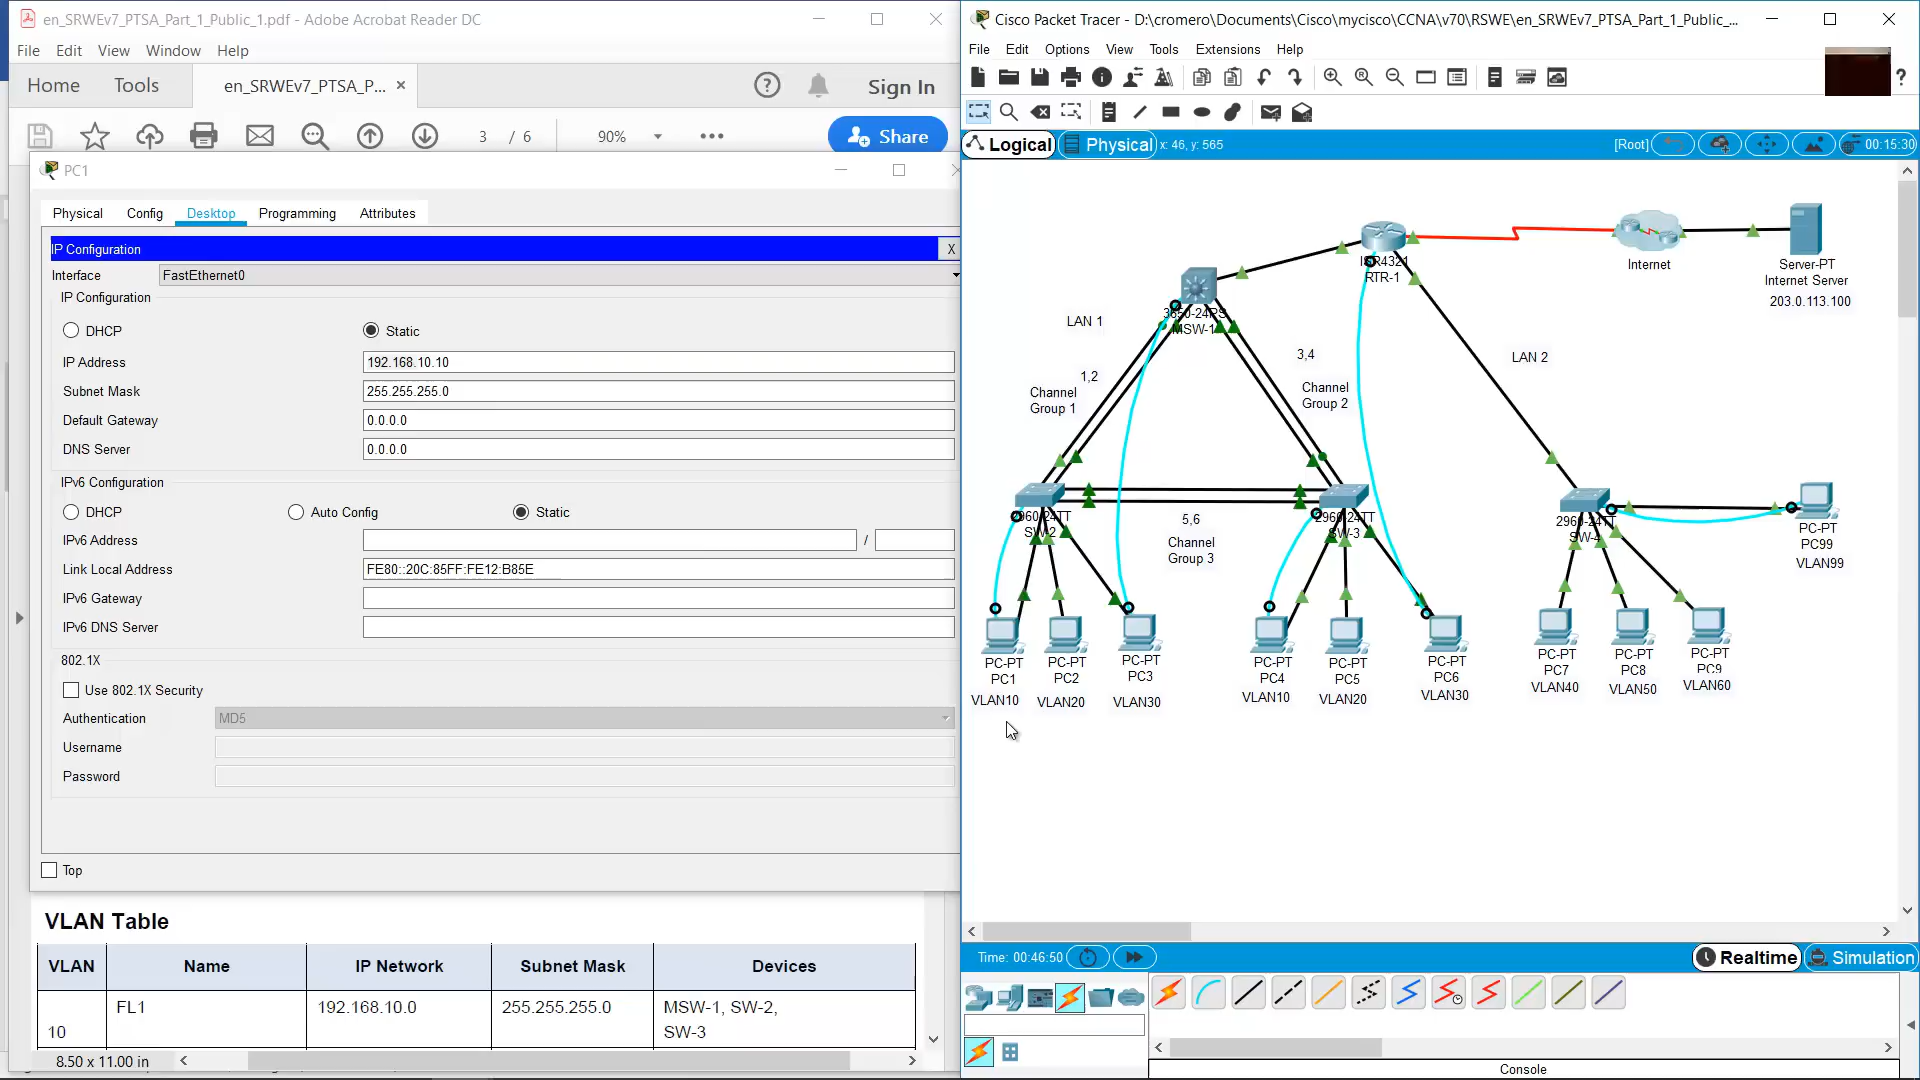 en_SRWEv7_PTSA_Part_1_Public_1.pdf - Adobe Acrobat Reader DC
File Edit View Window Help
Home Tools en_SRWEv7_PTSA_P... × Sign In
3 / 6 90% Share
PC1
Physical Config Desktop Programming Attributes
IP Configuration X
Interface FastEthernet0
IP Configuration
DHCP Static
IP Address 192.168.10.10
Subnet Mask 255.255.255.0
Default Gateway 0.0.0.0
DNS Server 0.0.0.0
IPv6 Configuration
DHCP Auto Config Static
IPv6 Address /
Link Local Address FE80::20C:85FF:FE12:B85E
IPv6 Gateway
IPv6 DNS Server
802.1X
Use 802.1X Security
Authentication MD5
Username
Password
Top
VLAN Table
VLAN Name IP Network Subnet Mask Devices
10 FL1 192.168.10.0 255.255.255.0 MSW-1, SW-2,
SW-3
8.50 x 11.00 in
Cisco Packet Tracer - D:\cromero\Documents\Cisco\mycisco\CCNA\v70\RSWE\en_SRWEv7_PTSA_Part_1_Public_...
File Edit Options View Tools Extensions Help
Logical Physical x: 46, y: 565 [Root] 00:15:30
ISR4321
RTR-1
Internet
Server-PT
Internet Server
203.0.113.100
3650-24PS
MSW-1
LAN 1
LAN 2
1,2
Channel
Group 1
3,4
Channel
Group 2
5,6
Channel
Group 3
2960-24TT
SW-2
2960-24TT
SW-3
2960-24TT
SW-4
PC-PT
PC99
VLAN99
PC-PT
PC1
VLAN10
PC-PT
PC2
VLAN20
PC-PT
PC3
VLAN30
PC-PT
PC4
VLAN10
PC-PT
PC5
VLAN20
PC-PT
PC6
VLAN30
PC-PT
PC7
VLAN40
PC-PT
PC8
VLAN50
PC-PT
PC9
VLAN60
Time: 00:46:50 Realtime Simulation
Console